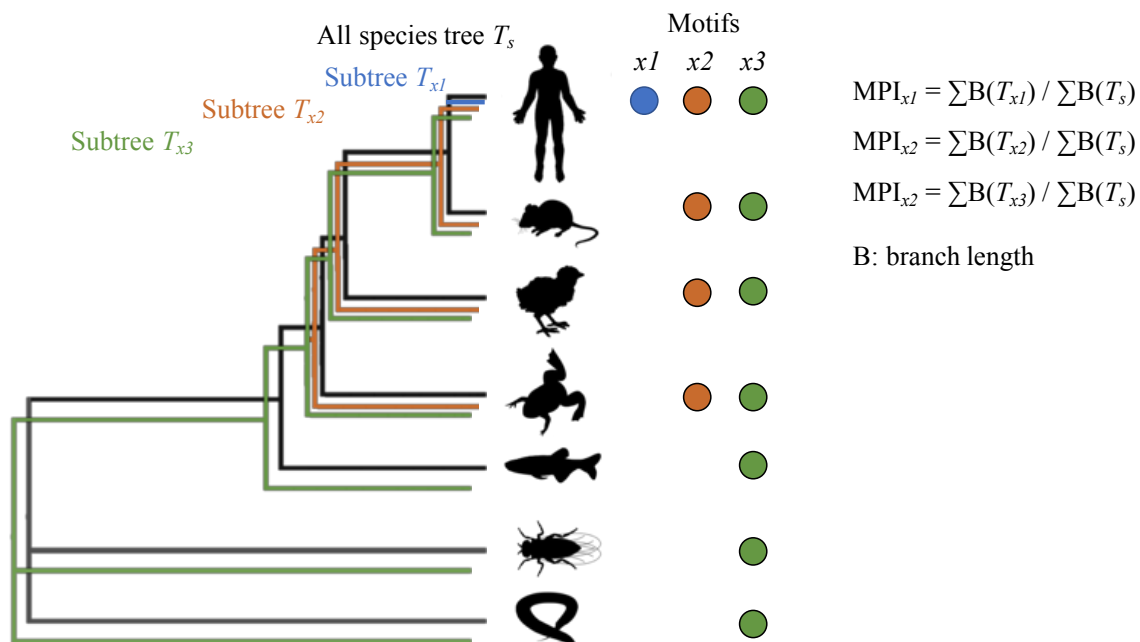 All species tree Ts
Motifs
Subtree Tx1
x1 x2 x3
Subtree Tx2
Subtree Tx3
MPIx1 = ∑B(Tx1) / ∑B(Ts)
MPIx2 = ∑B(Tx2) / ∑B(Ts)
MPIx2 = ∑B(Tx3) / ∑B(Ts)
B: branch length